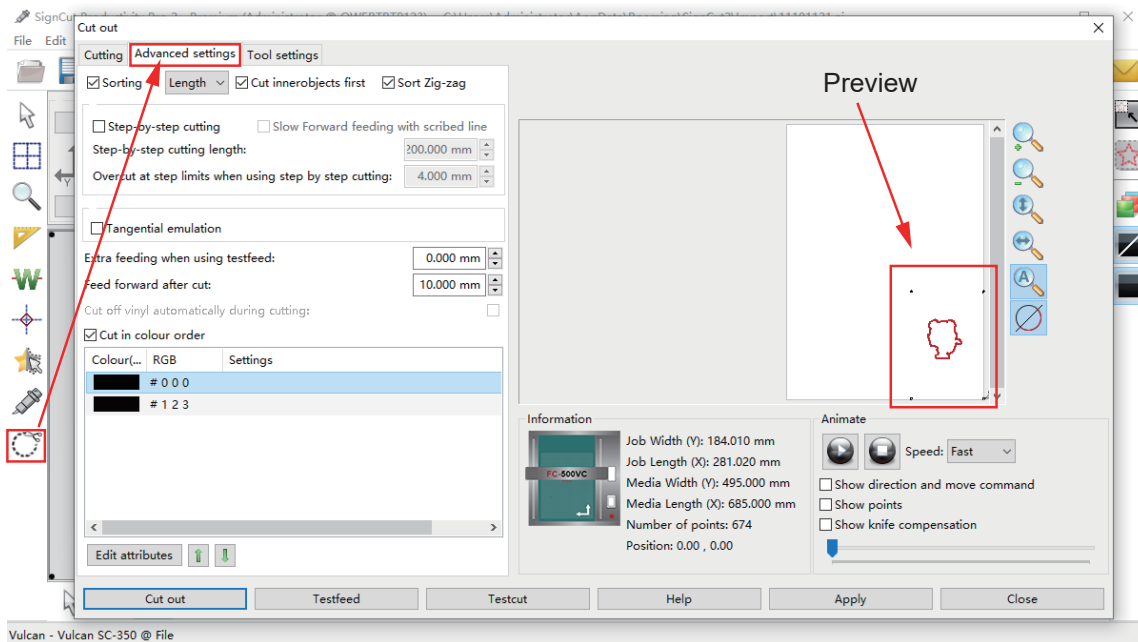 SignCut Productivity Pro 2 - Premium (Administrator @ QWERTBTR123)
Cut out
File Edit
Cutting Advanced settings Tool settings
Preview
Sorting Length Cut innerobjects first Sort Zig-zag
Step-by-step cutting Slow Forward feeding with scribed line
Step-by-step cutting length: 200.000 mm
Overcut at step limits when using step by step cutting: 4.000 mm
Y
Tangential emulation
Extra feeding when using testfeed: 0.000 mm
Feed forward after cut: 10.000 mm
Cut off vinyl automatically during cutting:
Cut in colour order
Colour(... RGB Settings
# 0 0 0
# 1 2 3
Edit attributes
Information
FC-500VC
Job Width (Y): 184.010 mm
Job Length (X): 281.020 mm
Media Width (Y): 495.000 mm
Media Length (X): 685.000 mm
Number of points: 674
Position: 0.00 , 0.00
Animate
Speed: Fast
Show direction and move command
Show points
Show knife compensation
A
W
Cut out Testfeed Testcut Help Apply Close
Vulcan - Vulcan SC-350 @ File